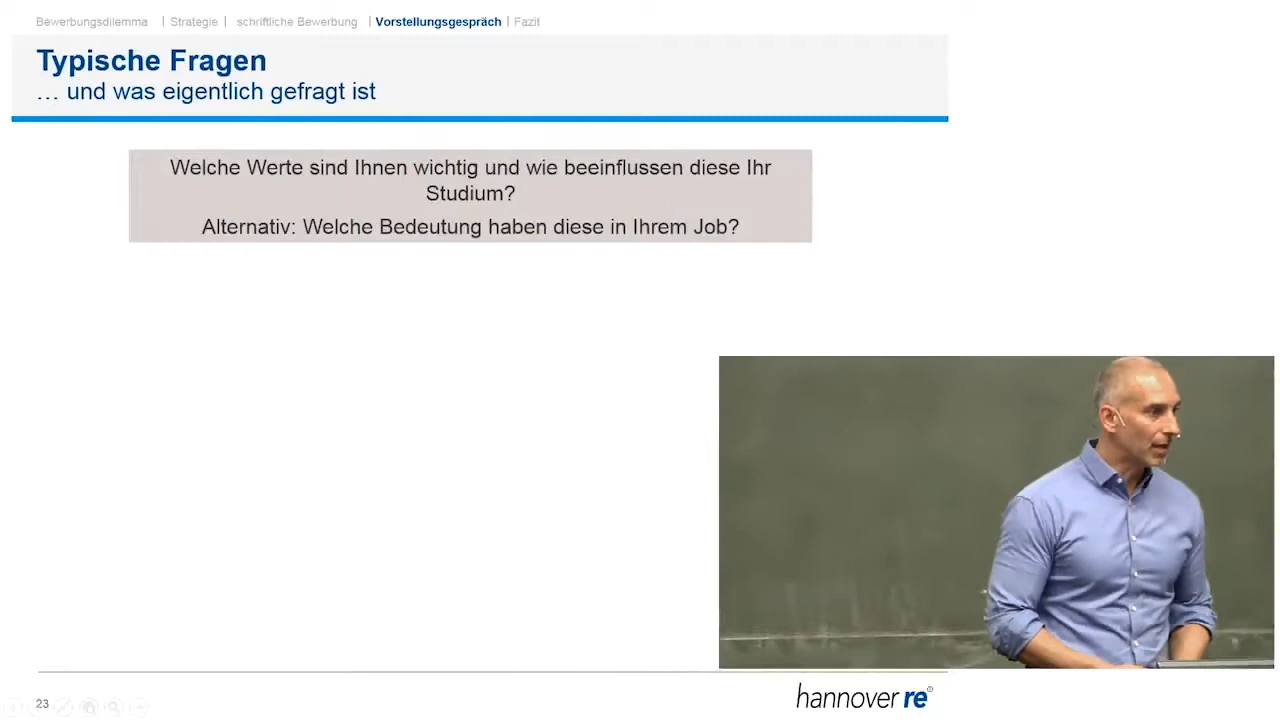 Bewerbungsdilemma | Strategie | schriftliche Bewerbung | Vorstellungsgespräch | Fazit
Typische Fragen
… und was eigentlich gefragt ist
Welche Werte sind Ihnen wichtig und wie beeinflussen diese Ihr
Studium?
Alternativ: Welche Bedeutung haben diese in Ihrem Job?
23
hannover re®